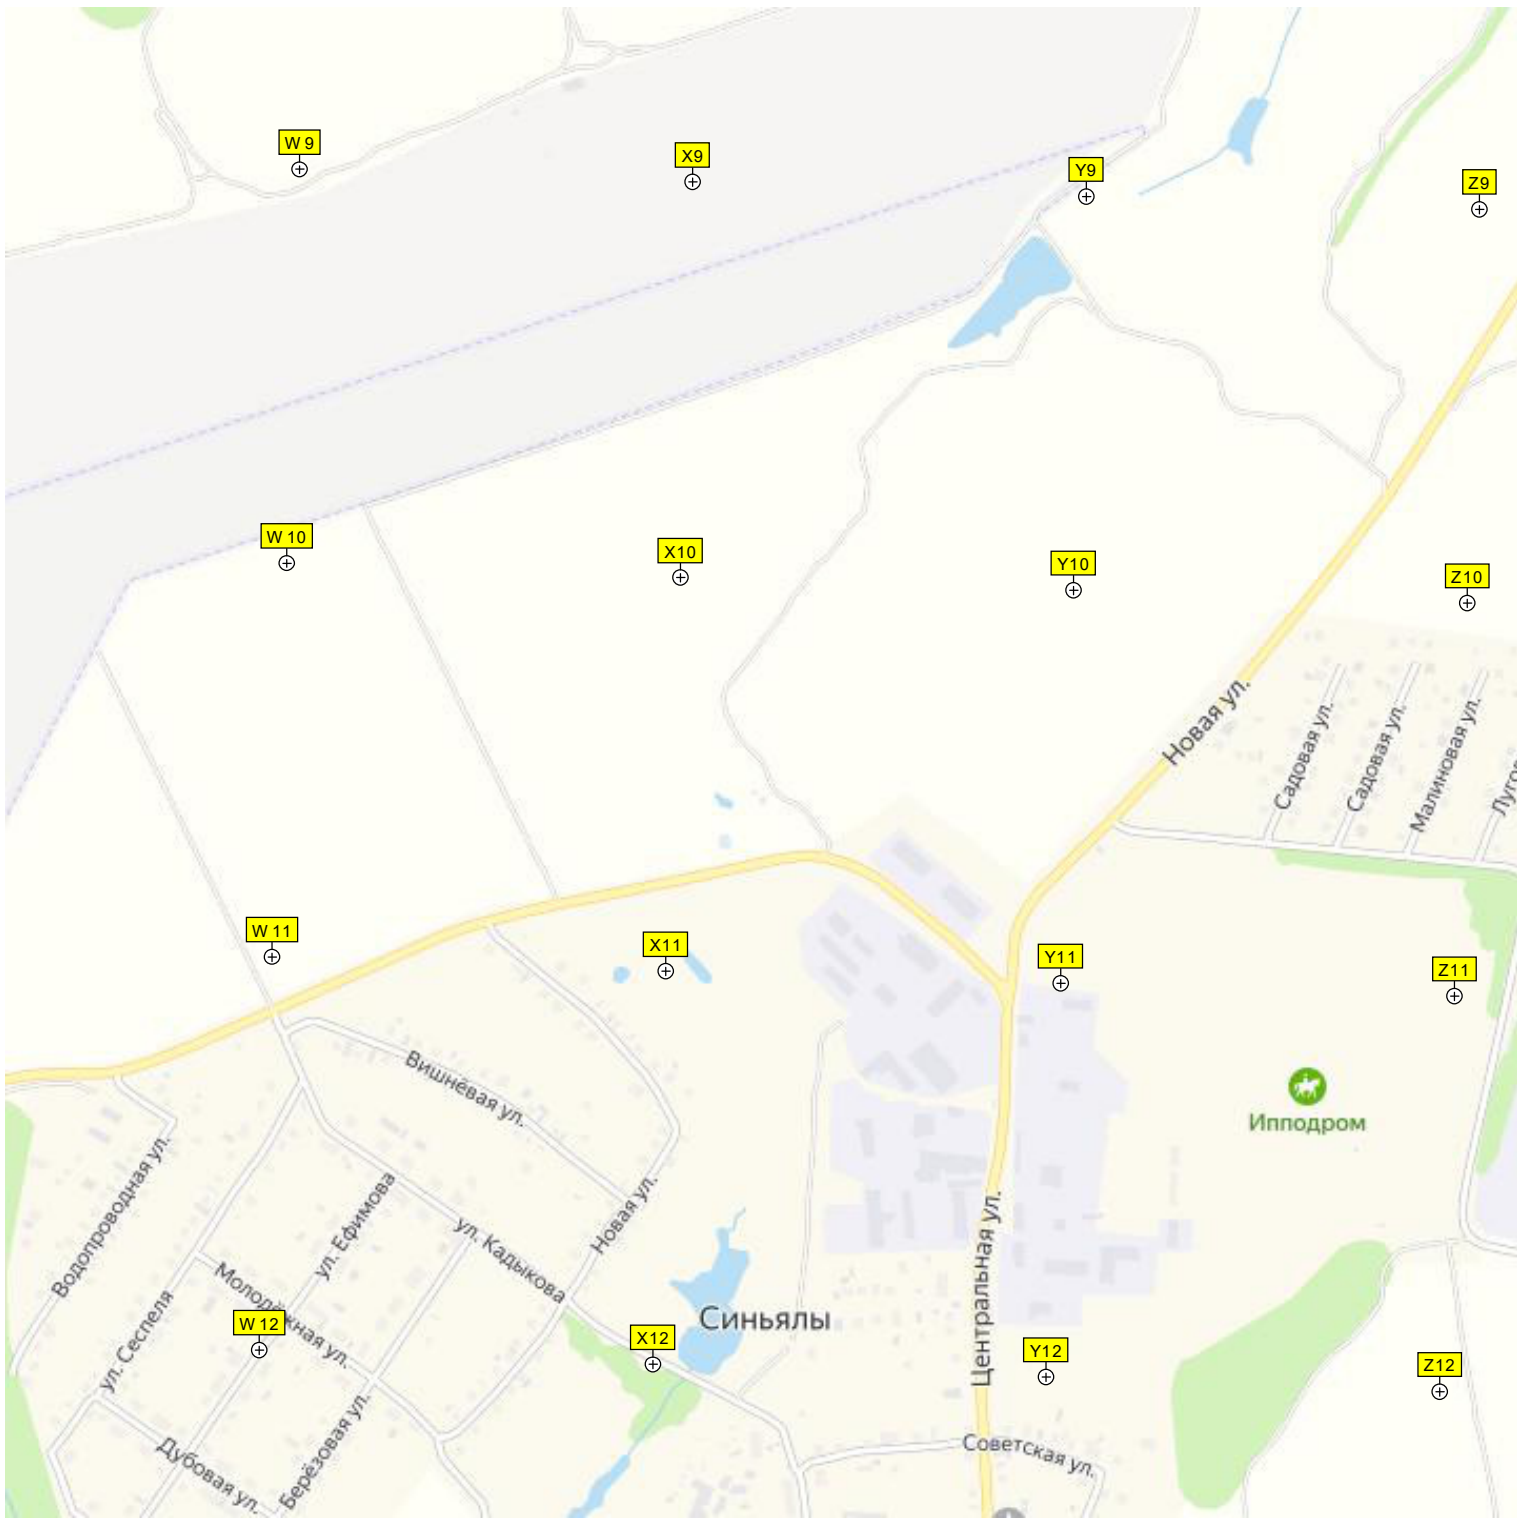 W 9
X9
Y9
Z9
W 10
X10
Y10
Z10
Новая ул.
Садовая ул.
Садовая ул.
Малиновая ул.
W 11
X11
Y11
Z11
Вишнёвая ул.
Ипподром
Водопроводная ул.
ул. Ефимова
ул. Кадыкова
Новая ул.
Центральная ул.
Молодёжная ул.
ул. Сеспеля
Синьялы
W 12
X12
Y12
Z12
Дубовая ул.
Берёзовая ул.
Советская ул.